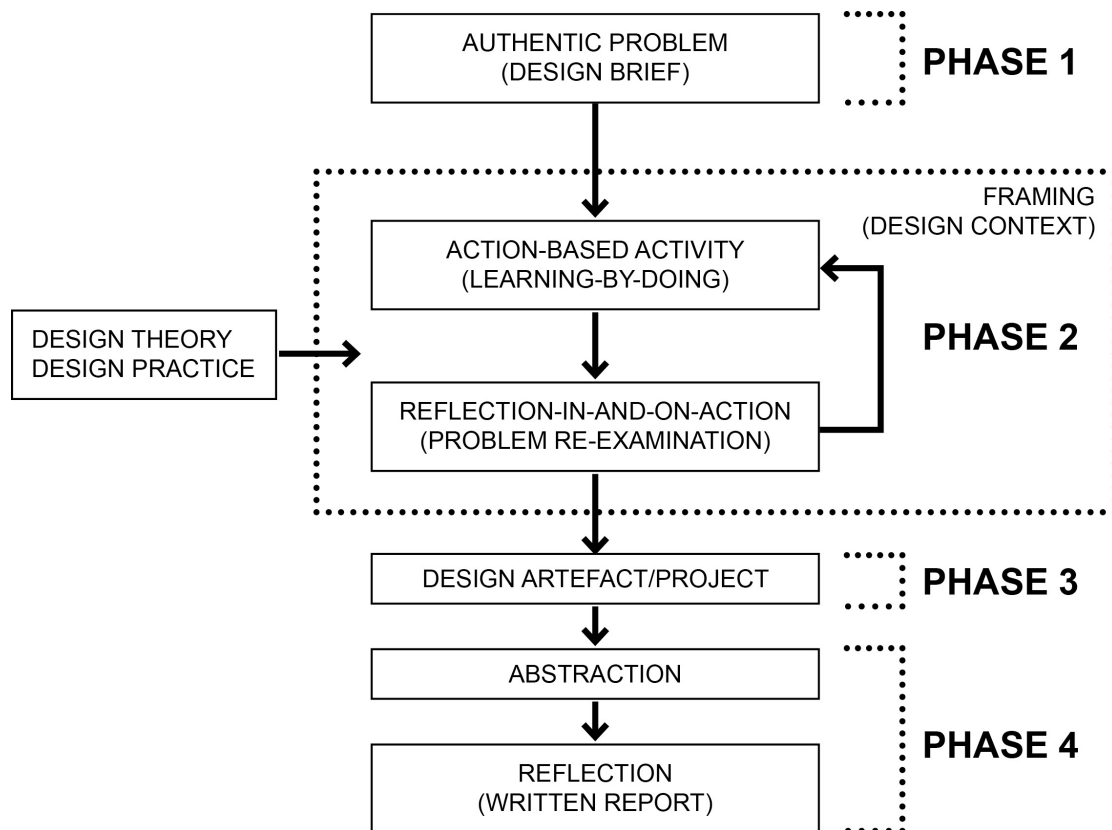 AUTHENTIC PROBLEM
(DESIGN BRIEF)
PHASE 1
FRAMING
(DESIGN CONTEXT)
ACTION-BASED ACTIVITY
(LEARNING-BY-DOING)
PHASE 2
DESIGN THEORY
DESIGN PRACTICE
REFLECTION-IN-AND-ON-ACTION
(PROBLEM RE-EXAMINATION)
DESIGN ARTEFACT/PROJECT
PHASE 3
ABSTRACTION
PHASE 4
REFLECTION
(WRITTEN REPORT)